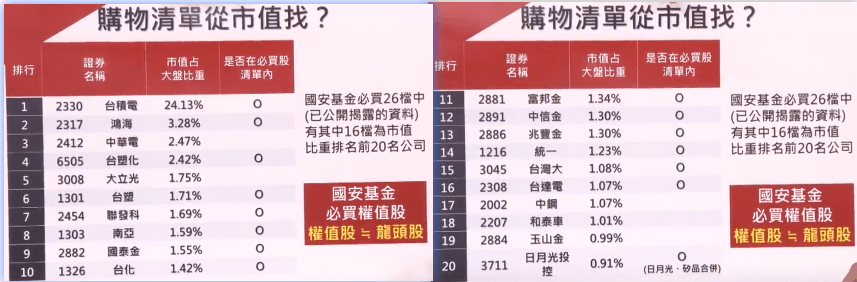 購物清單從市值找？
排行 證券 市值占 是否在必買股
名稱 大盤比重 清單內
1 2330 台積電 24.13% O
2 2317 鴻海 3.28% O
3 2412 中華電 2.47%
4 6505 台塑化 2.42% O
5 3008 大立光 1.75%
6 1301 台塑 1.71% O
7 2454 聯發科 1.69% O
8 1303 南亞 1.59% O
9 2882 國泰金 1.55% O
10 1326 台化 1.42% O
國安基金必買26檔中
(已公開揭露的資料)
有其中16檔為市值
比重排名前20名公司
國安基金
必買權值股
權值股≒龍頭股
購物清單從市值找？
排行 證券 市值占 是否在必買股
名稱 大盤比重 清單內
11 2881 富邦金 1.34% O
12 2891 中信金 1.30% O
13 2886 兆豐金 1.30% O
14 1216 統一 1.23% O
15 3045 台灣大 1.08% O
16 2308 台達電 1.07% O
17 2002 中鋼 1.07%
18 2207 和泰車 1.01%
19 2884 玉山金 0.99%
20 3711 日月光投 0.91% O
控 (日月光、矽品合併)
國安基金必買26檔中
(已公開揭露的資料)
有其中16檔為市值
比重排名前20名公司
國安基金
必買權值股
權值股≒龍頭股